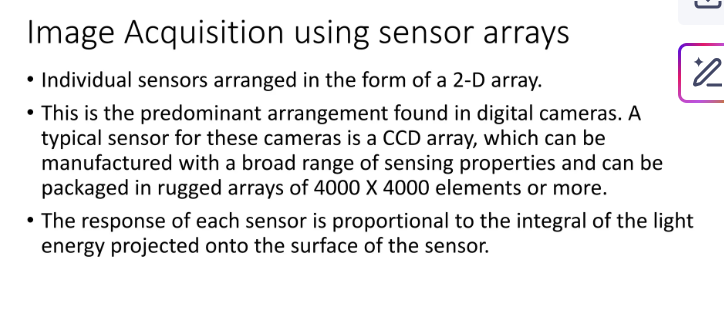 Image Acquisition using sensor arrays
• Individual sensors arranged in the form of a 2-D array.
• This is the predominant arrangement found in digital cameras. A
typical sensor for these cameras is a CCD array, which can be
manufactured with a broad range of sensing properties and can be
packaged in rugged arrays of 4000 X 4000 elements or more.
• The response of each sensor is proportional to the integral of the light
energy projected onto the surface of the sensor.